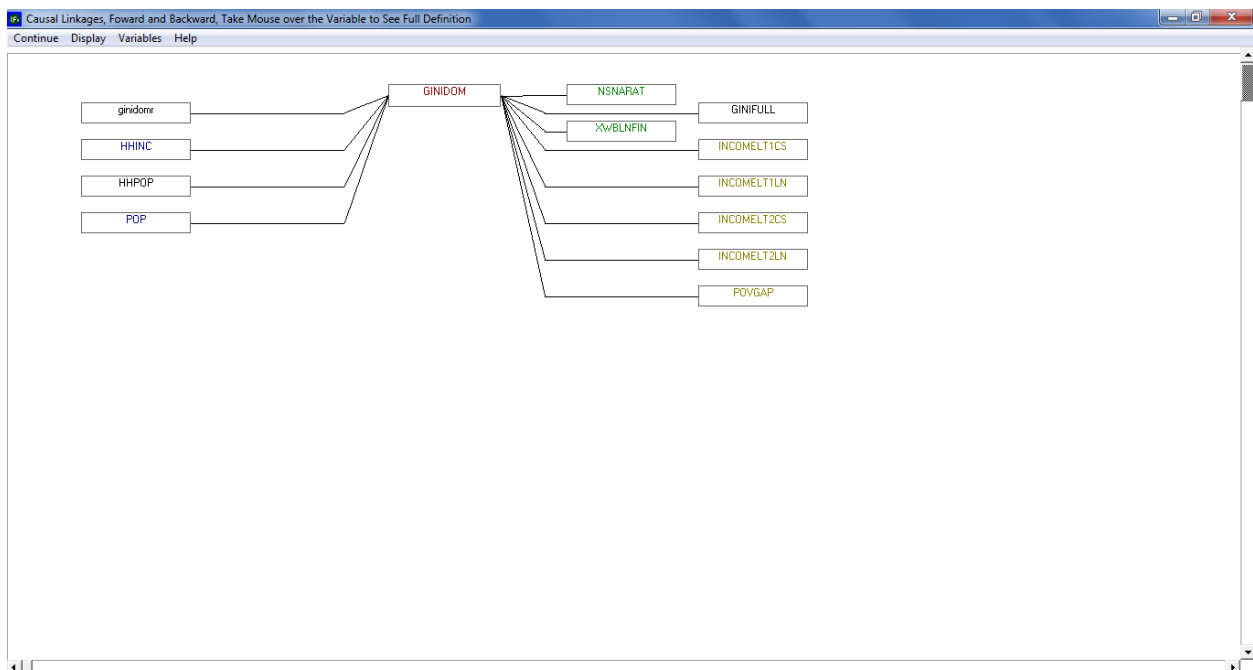 IFs Causal Linkages, Foward and Backward, Take Mouse over the Variable to See Full Definition
Continue Display Variables Help
GINIDOM
NSNARAT
ginidomr
GINIFULL
XWBLNFIN
HHINC
INCOMELT1CS
HHPOP
INCOMELT1LN
POP
INCOMELT2CS
INCOMELT2LN
POVGAP